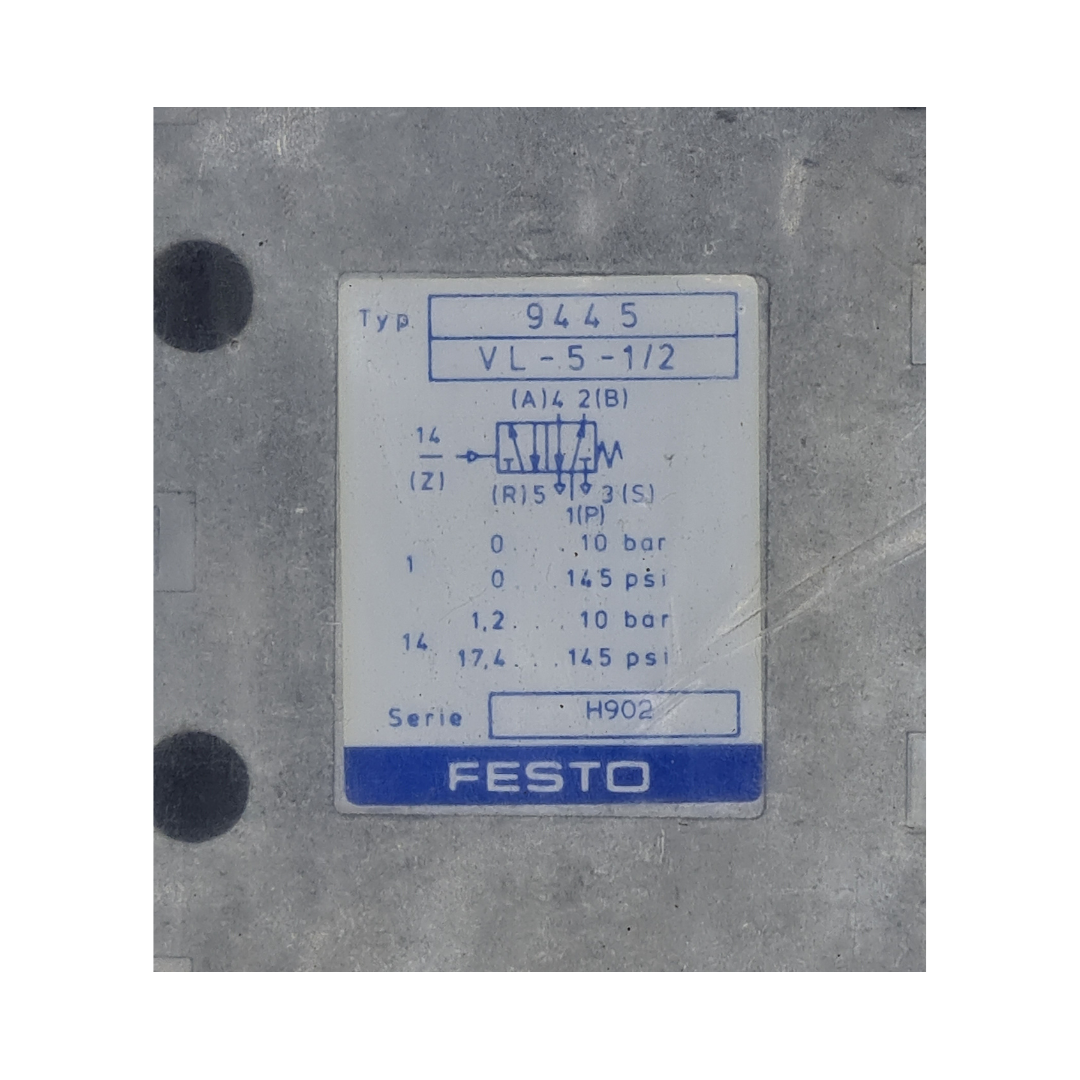 Typ 9445
VL-5-1/2
(A)4 2(B)
14
(Z)
(R)5 3(S)
1(P)
0 . . . 10 bar
1
0 . . . 145 psi
1,2 . . . 10 bar
14
17,4 . . . 145 psi
Serie H902
FESTO